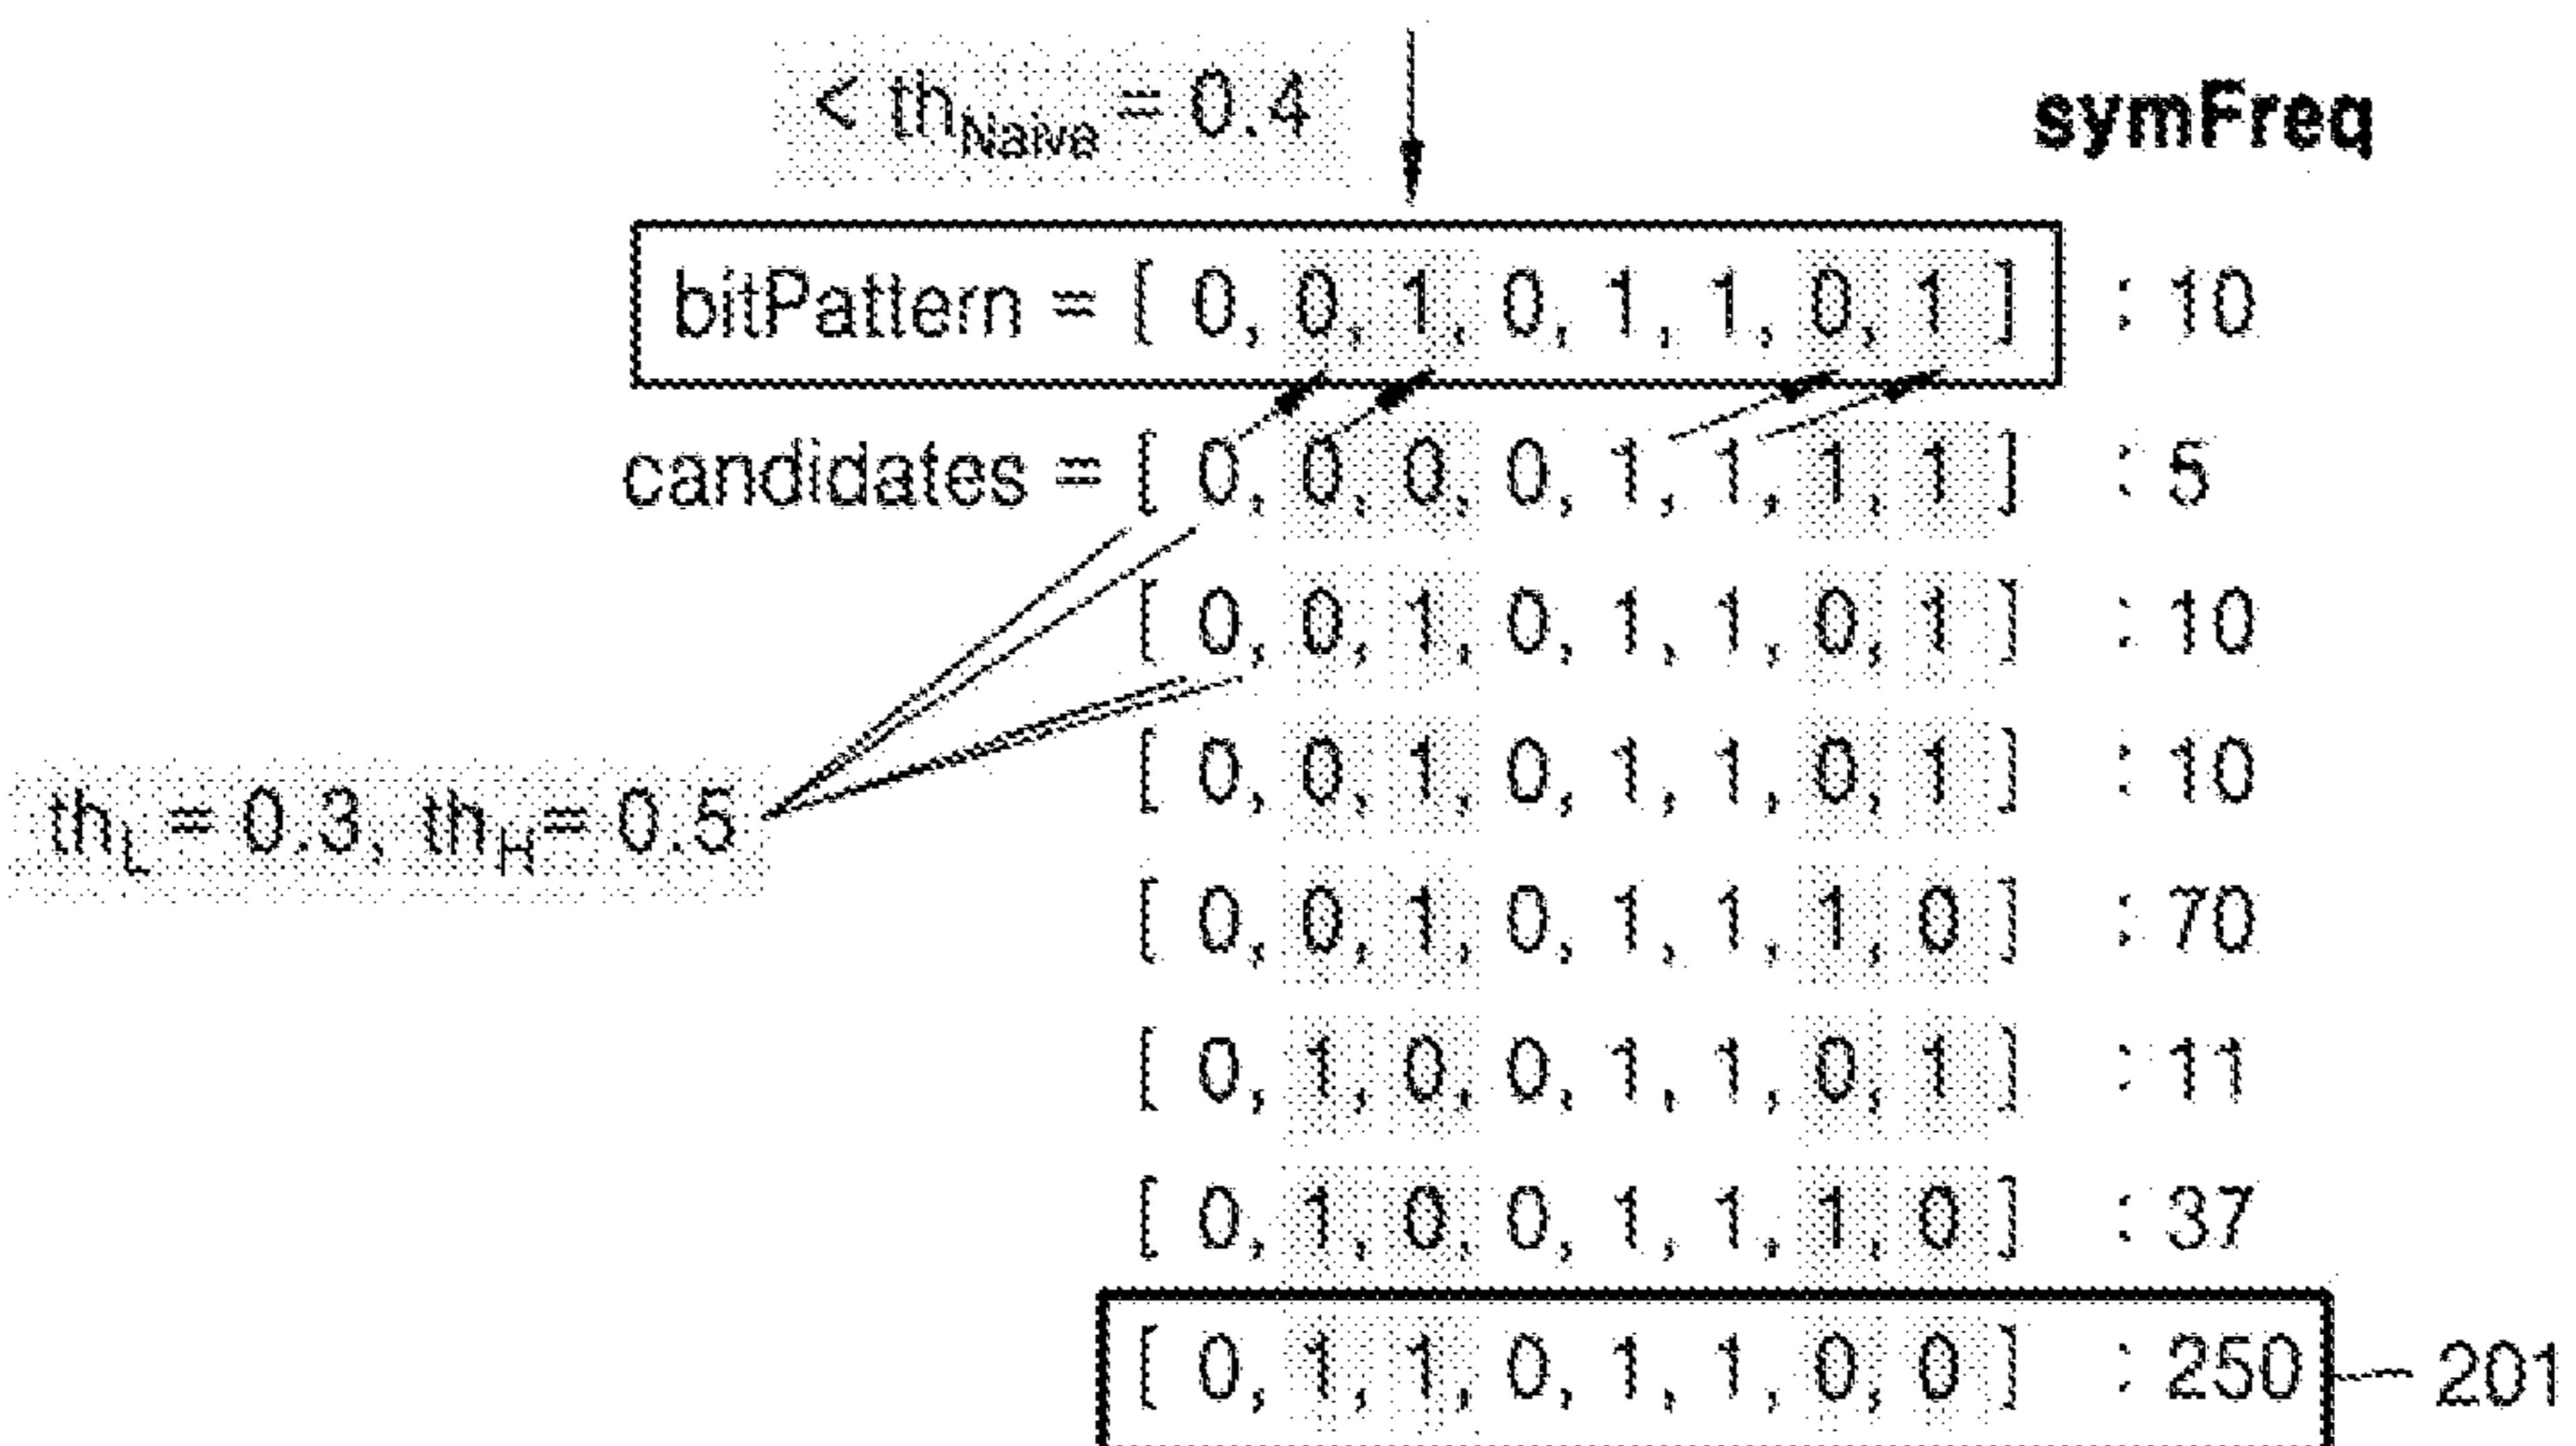 < th_Naive = 0.4
symFreq
bitPattern = [ 0, 0, 1, 0, 1, 1, 0, 1 ] : 10
candidates = [ 0, 0, 0, 0, 1, 1, 1, 1 ] : 5
[ 0, 0, 1, 0, 1, 1, 0, 1 ] : 10
[ 0, 0, 1, 0, 1, 1, 0, 1 ] : 10
th_L = 0.3, th_H = 0.5
[ 0, 0, 1, 0, 1, 1, 1, 0 ] : 70
[ 0, 1, 0, 0, 1, 1, 0, 1 ] : 11
[ 0, 1, 0, 0, 1, 1, 1, 0 ] : 37
[ 0, 1, 1, 0, 1, 1, 0, 0 ] : 250
201